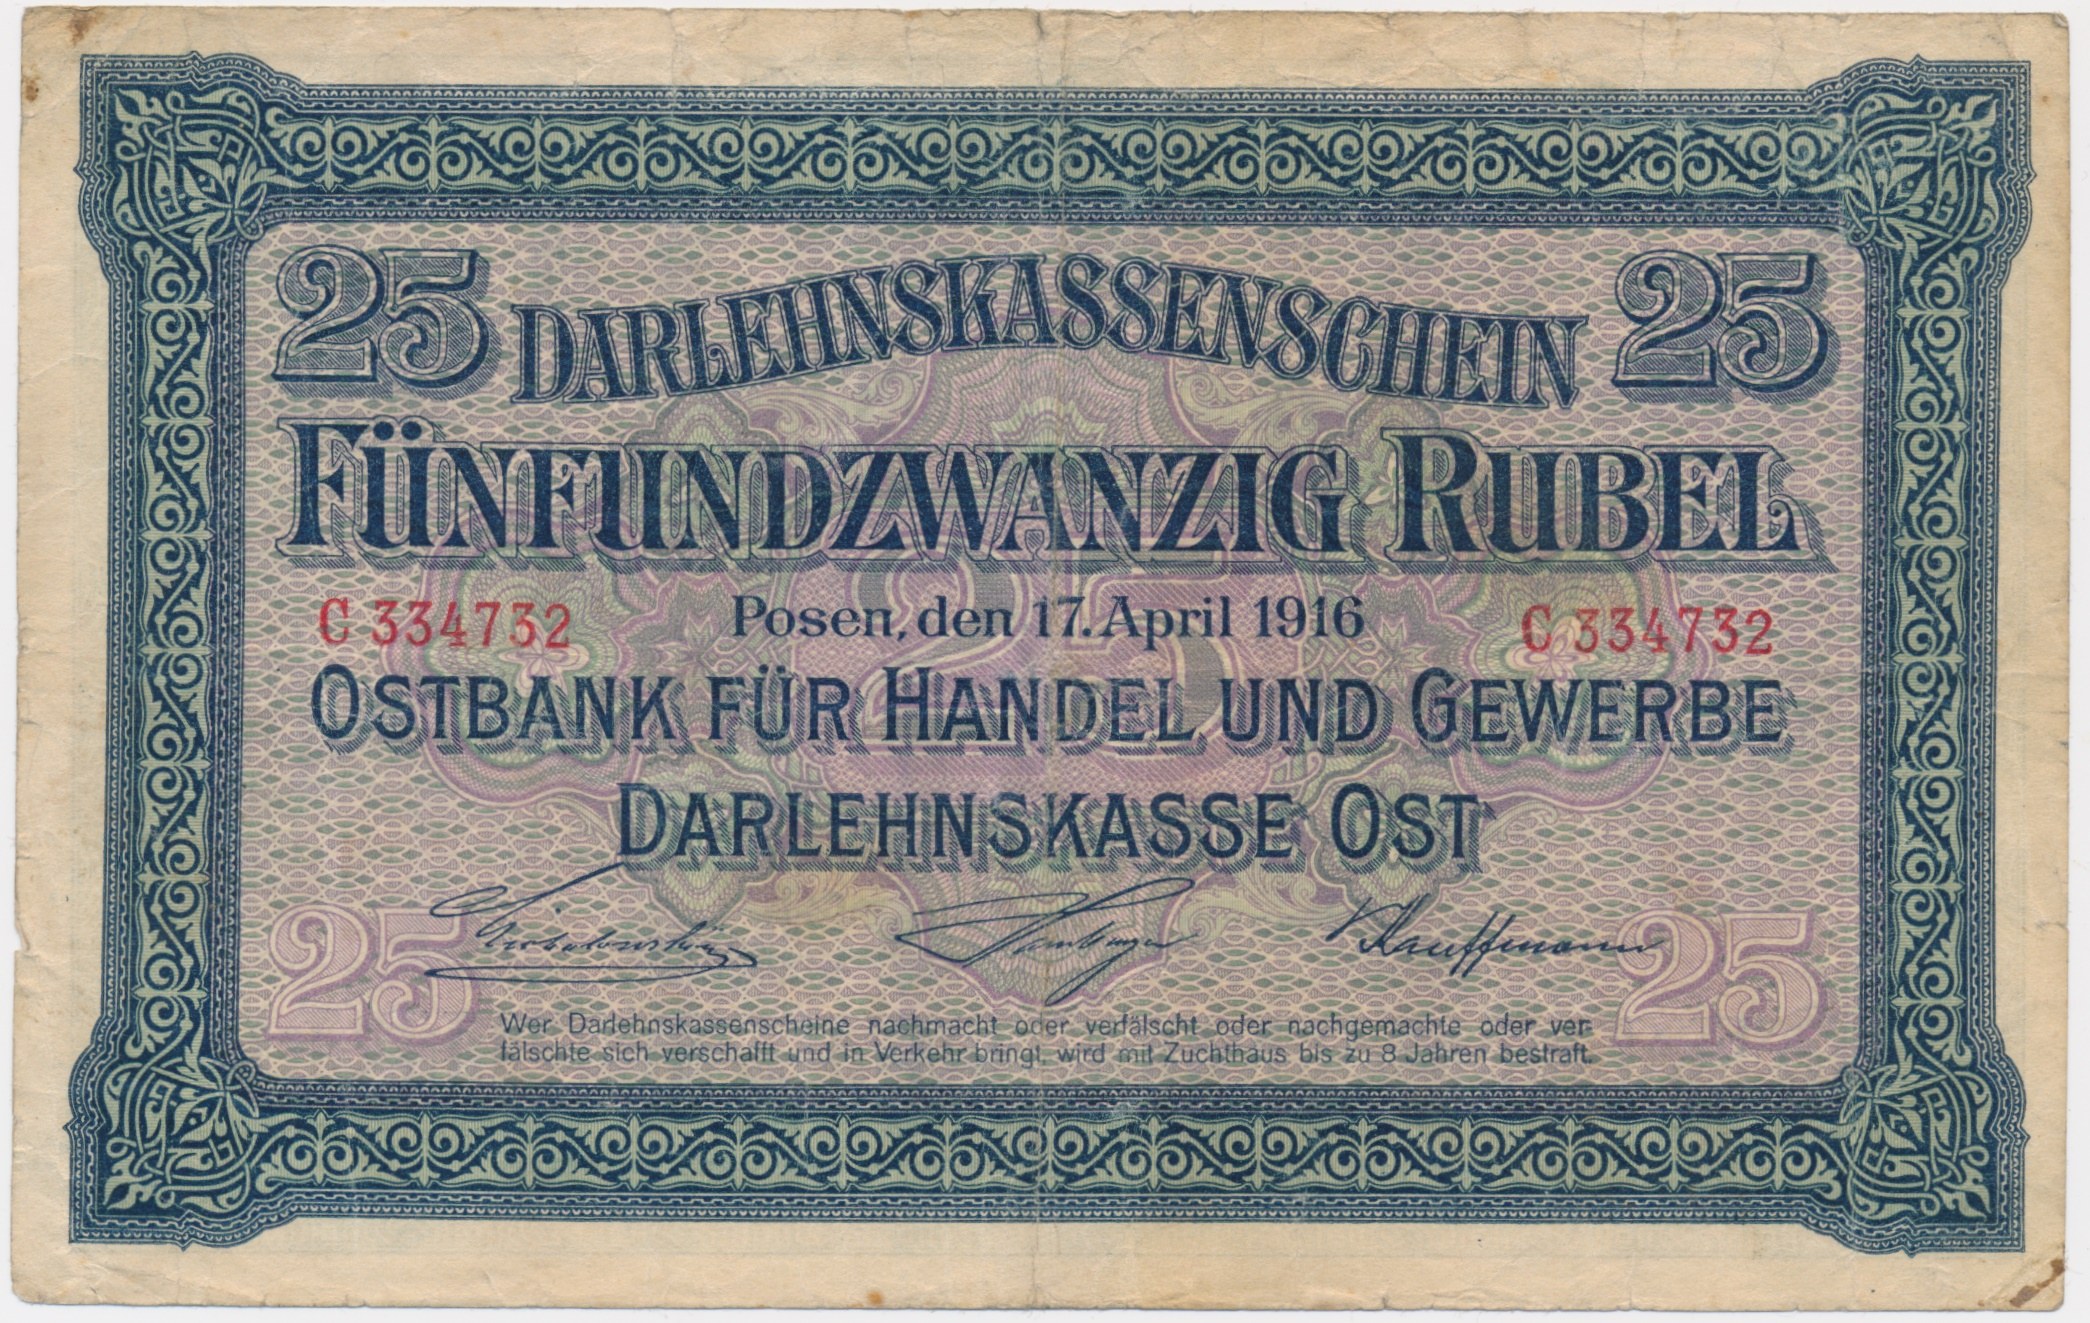 25 DARLEHNSKASSENSCHEIN 25
FÜNFUNDZWANZIG RUBEL
C 334732 Posen, den 17. April 1916 C 334732
OSTBANK FÜR HANDEL UND GEWERBE
DARLEHNSKASSE OST
Kauffmann
25 25
Wer Darlehnskassenscheine nachmacht oder verfälscht oder nachgemachte oder ver-
fälschte sich verschafft und in Verkehr bringt, wird mit Zuchthaus bis zu 8 Jahren bestraft.
25